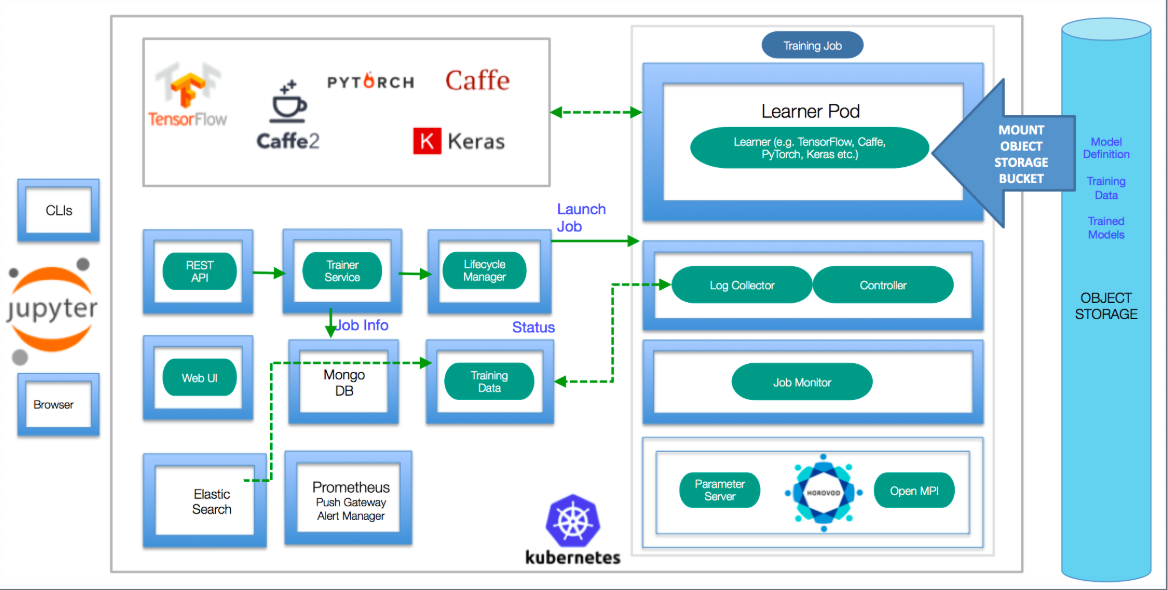 Training Job
TensorFlow
Caffe2
PYTORCH
Caffe
K Keras
Learner Pod
Learner (e.g. TensorFlow, Caffe,
PyTorch, Keras etc.)
MOUNT
OBJECT
STORAGE
BUCKET
Model
Definition
Training
Data
Trained
Models
OBJECT
STORAGE
CLIs
jupyter
Browser
REST
API
Trainer
Service
Lifecycle
Manager
Launch
Job
Log Collector
Controller
Job Info
Status
Web UI
Mongo
DB
Training
Data
Job Monitor
Elastic
Search
Prometheus
Push Gateway
Alert Manager
kubernetes
Parameter
Server
HOROVOD
Open MPI